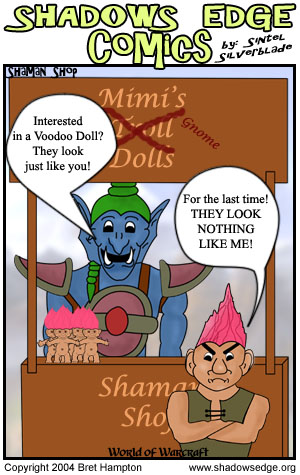 SHADOWS EDGE
COMICS
by: Sintel
Silverblade
Shaman Shop
Mimi's
Troll
Gnome
Dolls
Interested
in a Voodoo Doll?
They look
just like you!
For the last time!
THEY LOOK
NOTHING
LIKE ME!
Shaman
Shop
World of Warcraft
Copyright 2004 Bret Hampton
www.shadowsedge.org